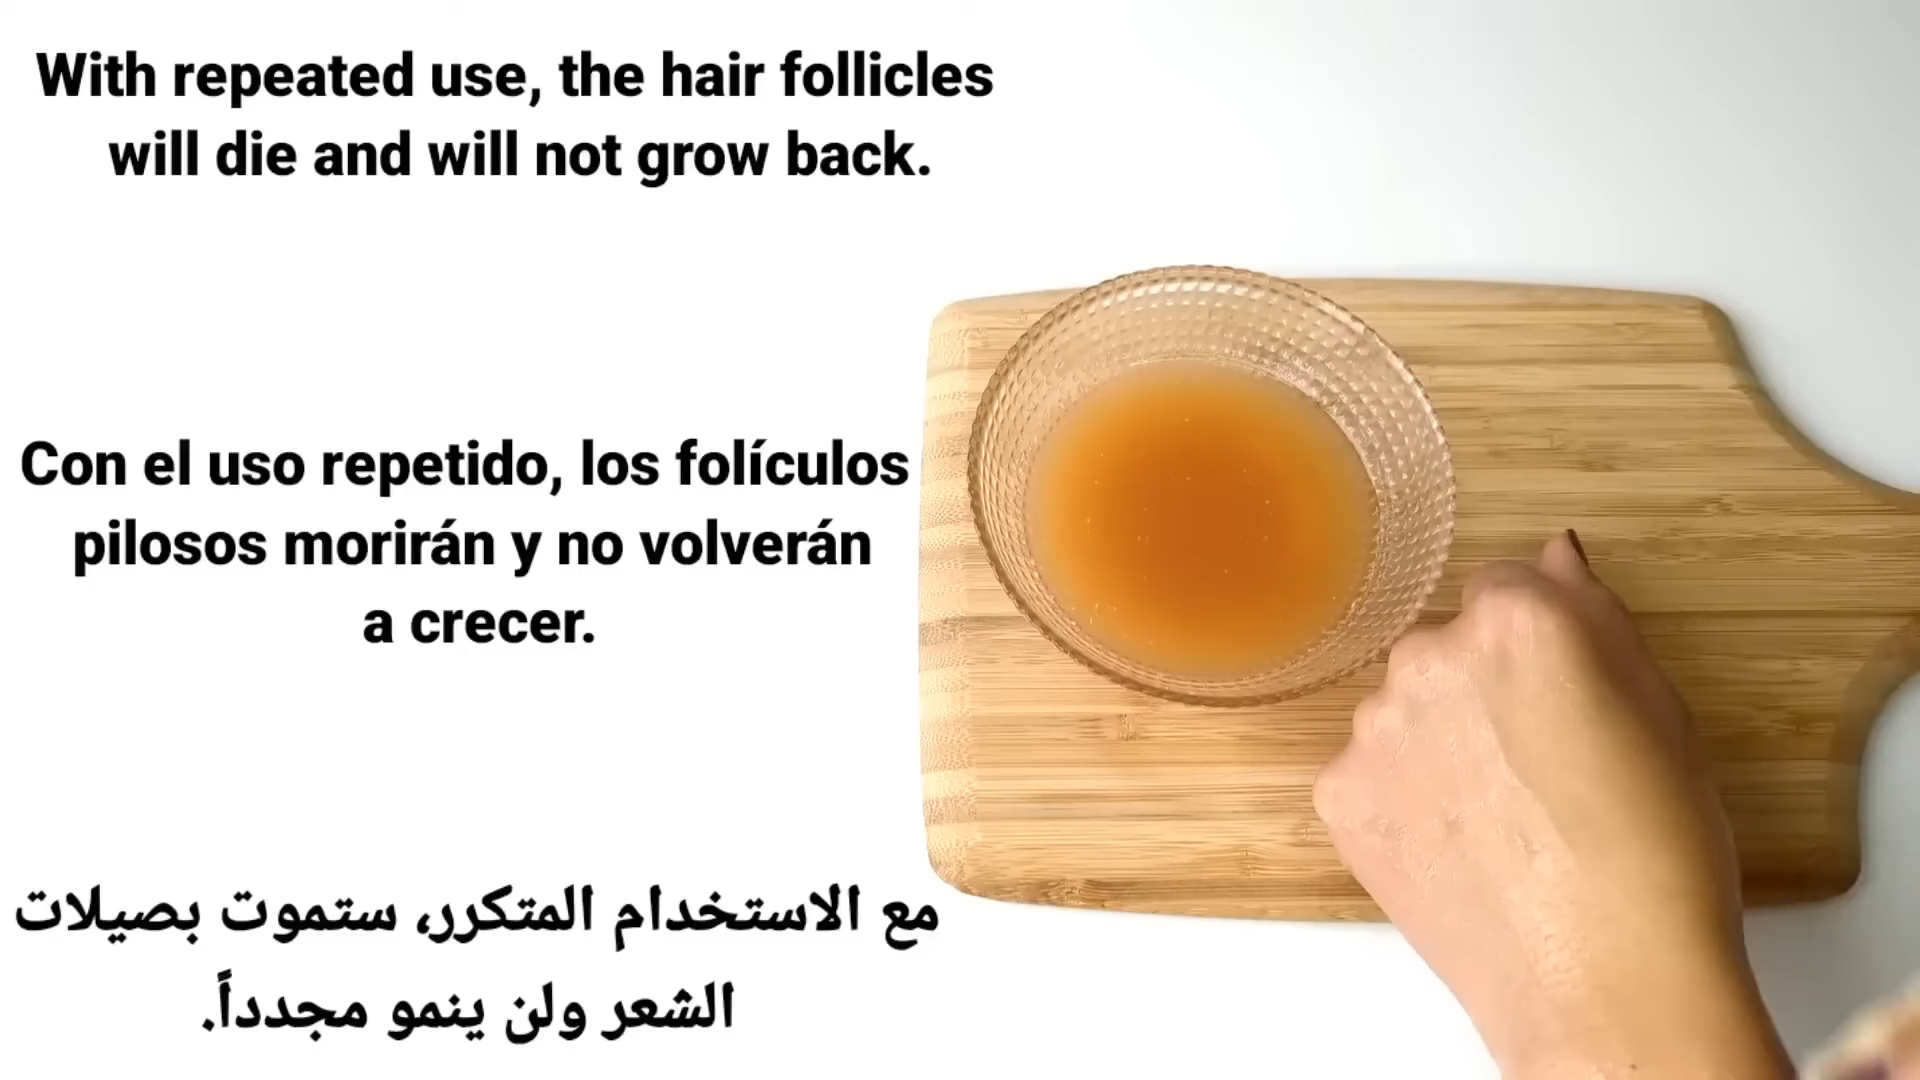 With repeated use, the hair follicles
will die and will not grow back.
Con el uso repetido, los folículos
pilosos morirán y no volverán
a crecer.
مع الاستخدام المتكرر، ستموت بصيلات
الشعر ولن ينمو مجدداً.